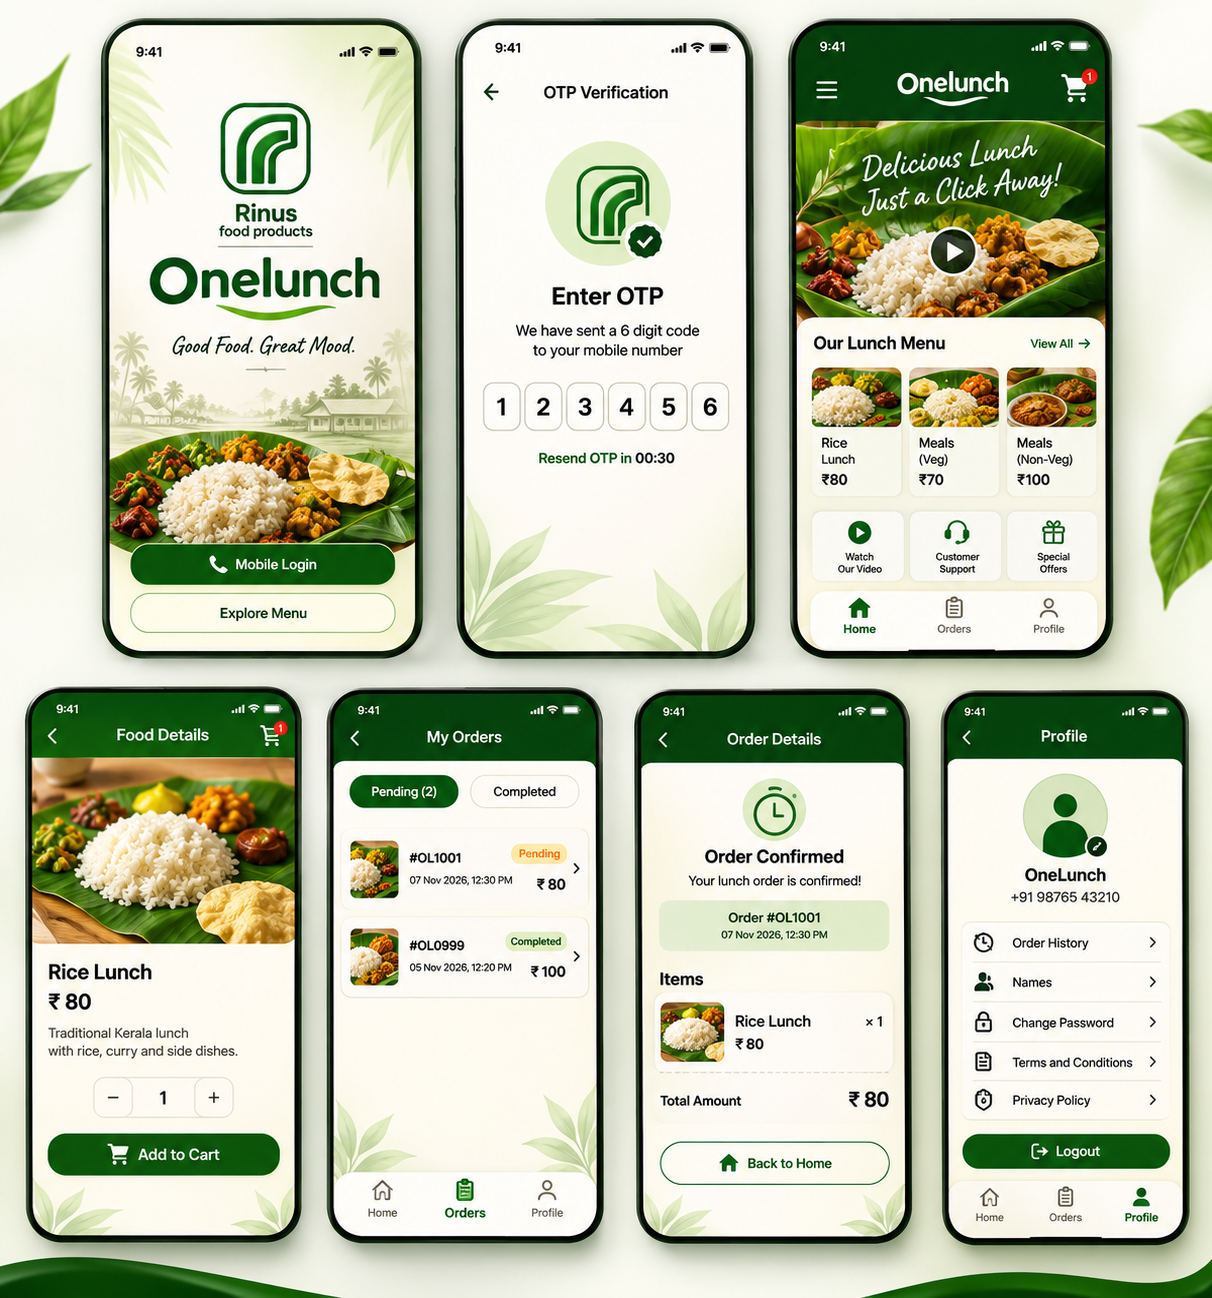 9:41
Rinus
food products
Onelunch
Good Food. Great Mood.
Mobile Login
Explore Menu
9:41
OTP Verification
Enter OTP
We have sent a 6 digit code
to your mobile number
1 2 3 4 5 6
Resend OTP in 00:30
9:41
Onelunch
1
Delicious Lunch
Just a Click Away!
Our Lunch Menu
View All
Rice
Lunch
₹80
Meals
(Veg)
₹70
Meals
(Non-Veg)
₹100
Watch
Our Video
Customer
Support
Special
Offers
Home
Orders
Profile
9:41
Food Details
1
Rice Lunch
₹ 80
Traditional Kerala lunch
with rice, curry and side dishes.
− 1 +
Add to Cart
9:41
My Orders
Pending (2)
Completed
#OL1001
Pending
07 Nov 2026, 12:30 PM
₹ 80
#OL0999
Completed
05 Nov 2026, 12:20 PM
₹ 100
Home
Orders
Profile
9:41
Order Details
Order Confirmed
Your lunch order is confirmed!
Order #OL1001
07 Nov 2026, 12:30 PM
Items
Rice Lunch × 1
₹ 80
Total Amount ₹ 80
Back to Home
9:41
Profile
OneLunch
+91 98765 43210
Order History
Names
Change Password
Terms and Conditions
Privacy Policy
Logout
Home
Orders
Profile